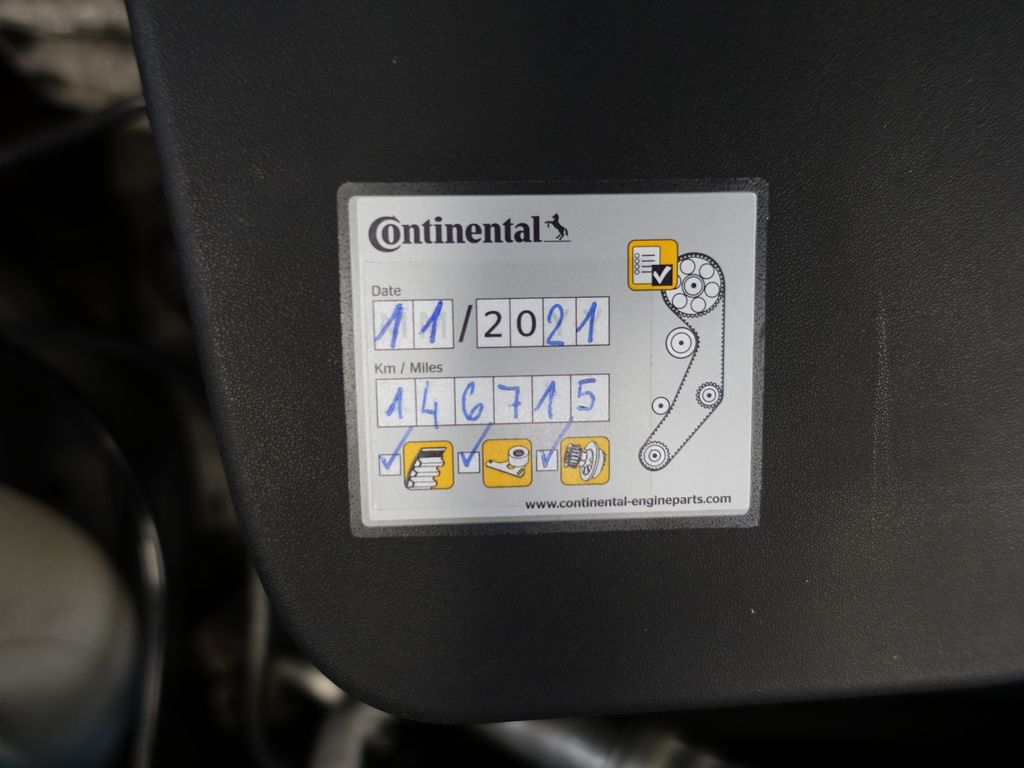 Continental
Date
11/2021
Km / Miles
146715
www.continental-engineparts.com